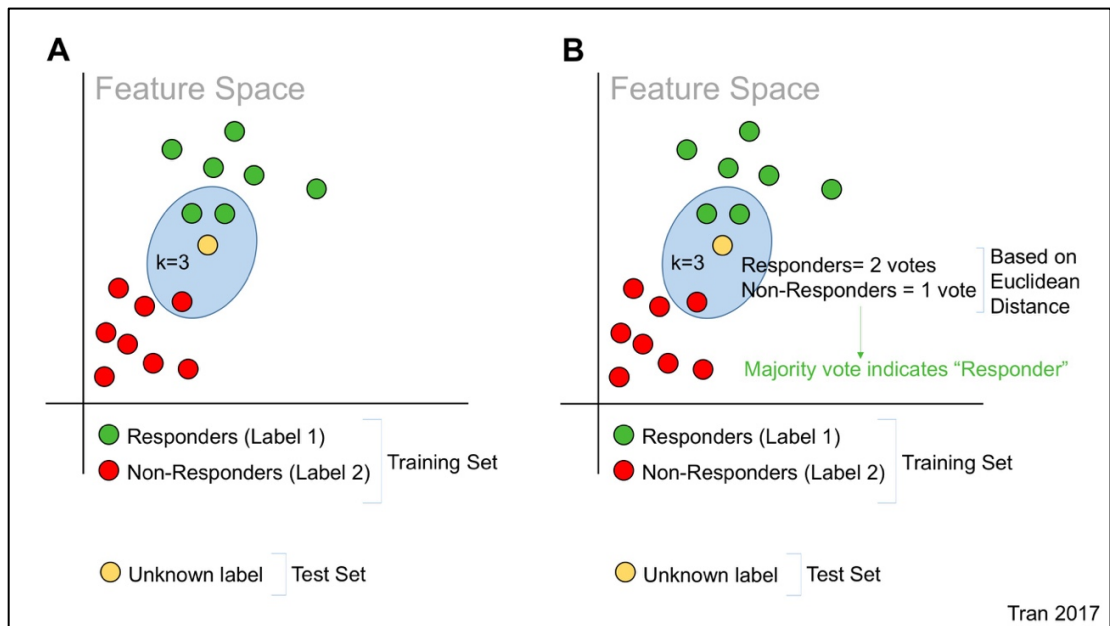 A
Feature Space
k=3
Responders (Label 1)
Non-Responders (Label 2)
Training Set
Unknown label
Test Set
B
Feature Space
k=3
Responders= 2 votes
Non-Responders = 1 vote
Based on
Euclidean
Distance
Majority vote indicates “Responder”
Responders (Label 1)
Non-Responders (Label 2)
Training Set
Unknown label
Test Set
Tran 2017